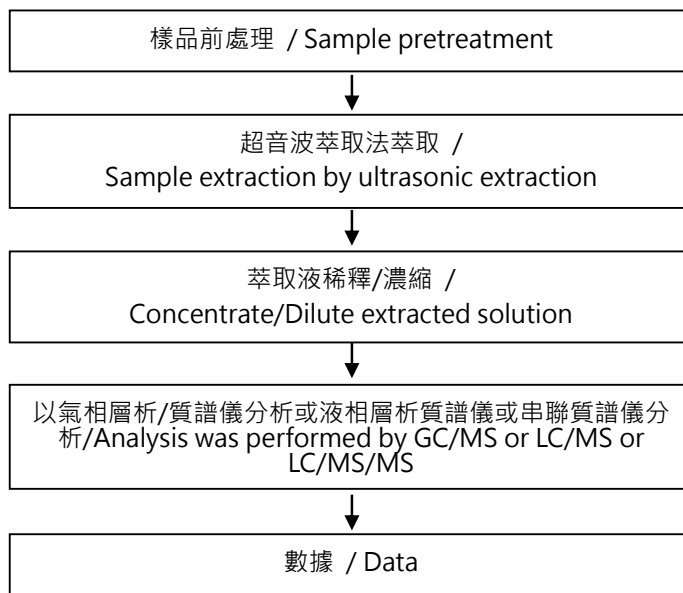 樣品前處理 / Sample pretreatment
超音波萃取法萃取 /
Sample extraction by ultrasonic extraction
萃取液稀釋/濃縮 /
Concentrate/Dilute extracted solution
以氣相層析/質譜儀分析或液相層析質譜儀或串聯質譜儀分
析/Analysis was performed by GC/MS or LC/MS or
LC/MS/MS
數據 / Data